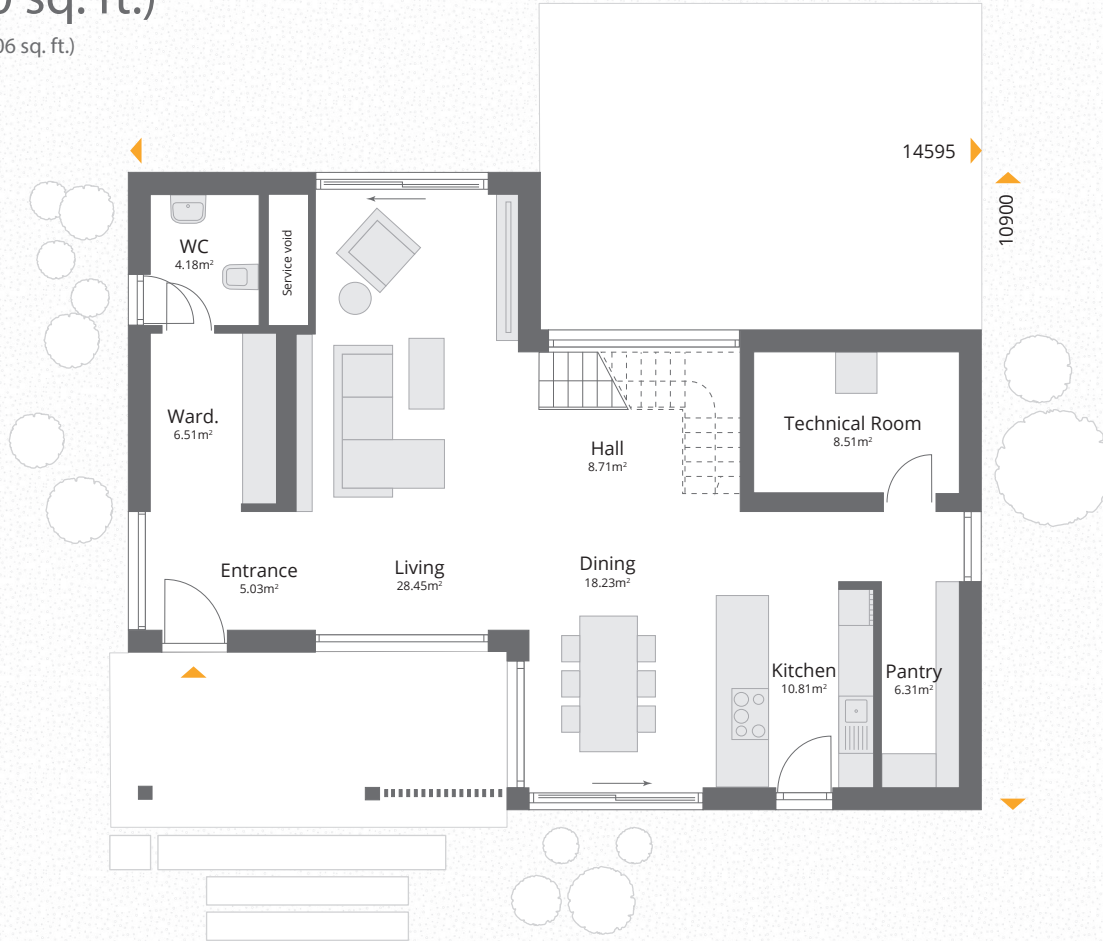 sq. ft.)
06 sq. ft.)
14595
10900
WC
4.18m²
Service void
Ward.
6.51m²
Hall
8.71m²
Technical Room
8.51m²
Entrance
5.03m²
Living
28.45m²
Dining
18.23m²
Kitchen
10.81m²
Pantry
6.31m²